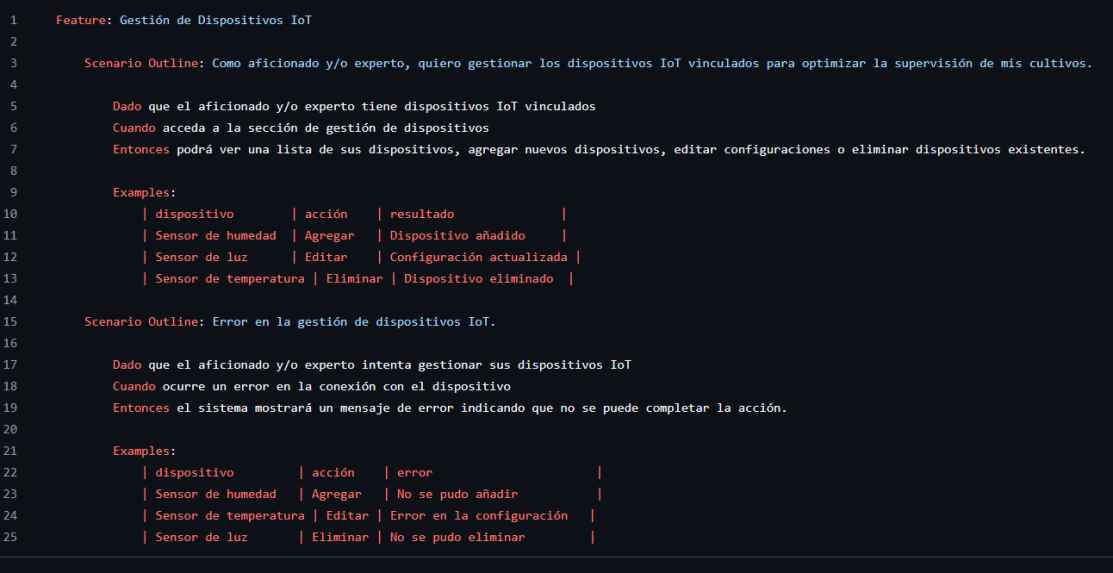 1 Feature: Gestión de Dispositivos IoT
2
3 Scenario Outline: Como aficionado y/o experto, quiero gestionar los dispositivos IoT vinculados para optimizar la supervisión de mis cultivos.
4
5 Dado que el aficionado y/o experto tiene dispositivos IoT vinculados
6 Cuando acceda a la sección de gestión de dispositivos
7 Entonces podrá ver una lista de sus dispositivos, agregar nuevos dispositivos, editar configuraciones o eliminar dispositivos existentes.
8
9 Examples:
10 | dispositivo | acción | resultado |
11 | Sensor de humedad | Agregar | Dispositivo añadido |
12 | Sensor de luz | Editar | Configuración actualizada |
13 | Sensor de temperatura | Eliminar | Dispositivo eliminado |
14
15 Scenario Outline: Error en la gestión de dispositivos IoT.
16
17 Dado que el aficionado y/o experto intenta gestionar sus dispositivos IoT
18 Cuando ocurre un error en la conexión con el dispositivo
19 Entonces el sistema mostrará un mensaje de error indicando que no se puede completar la acción.
20
21 Examples:
22 | dispositivo | acción | error |
23 | Sensor de humedad | Agregar | No se pudo añadir |
24 | Sensor de temperatura | Editar | Error en la configuración |
25 | Sensor de luz | Eliminar | No se pudo eliminar |